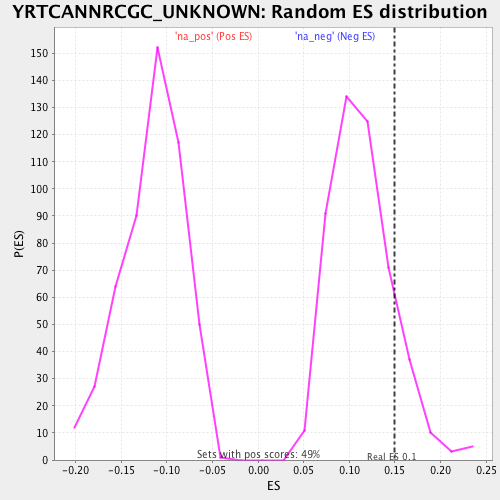 YRTCANNRCGC_UNKNOWN: Random ES distribution
'na_pos' (Pos ES) 'na_neg' (Neg ES)
150
140
130
120
110
100
90
80
70
60
50
40
30
20
10
0
P(ES)
Sets with pos scores: 49%
Real ES 0.1
-0.20 -0.15 -0.10 -0.05 0.00 0.05 0.10 0.15 0.20 0.25
ES